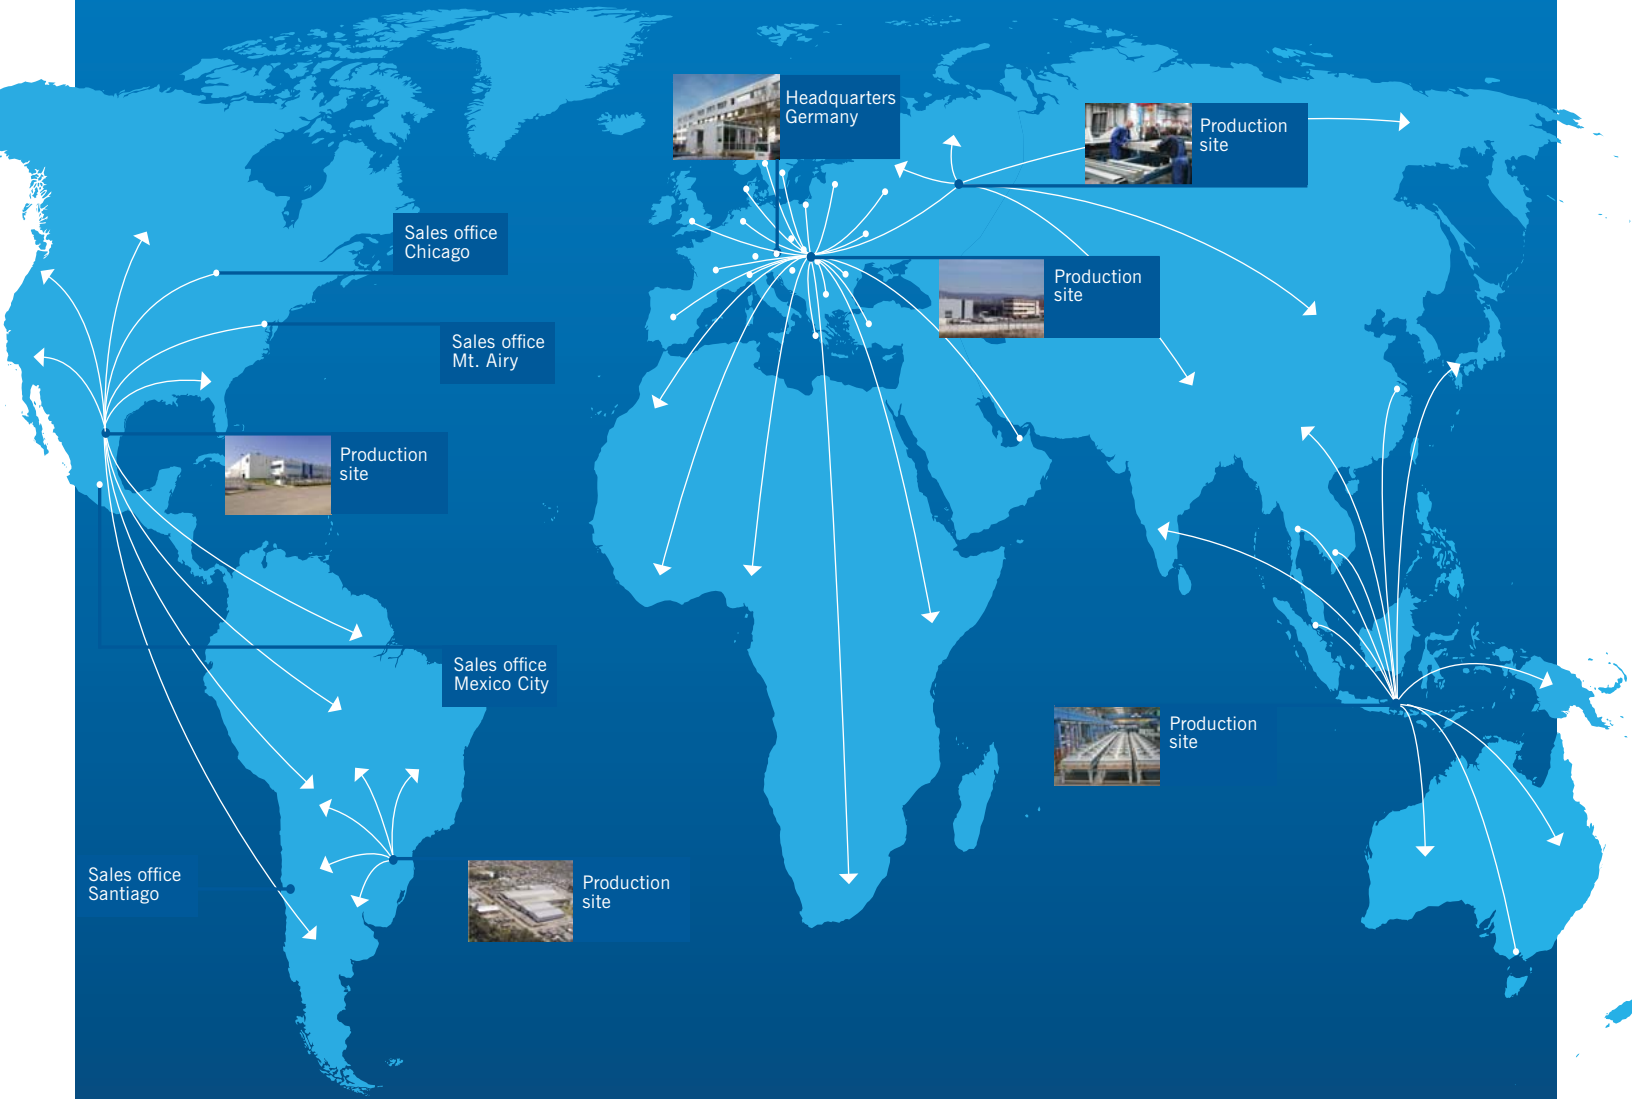 Headquarters
Germany
Production
site
Sales office
Chicago
Production
site
Sales office
Mt. Airy
Production
site
Sales office
Mexico City
Production
site
Sales office
Santiago
Production
site